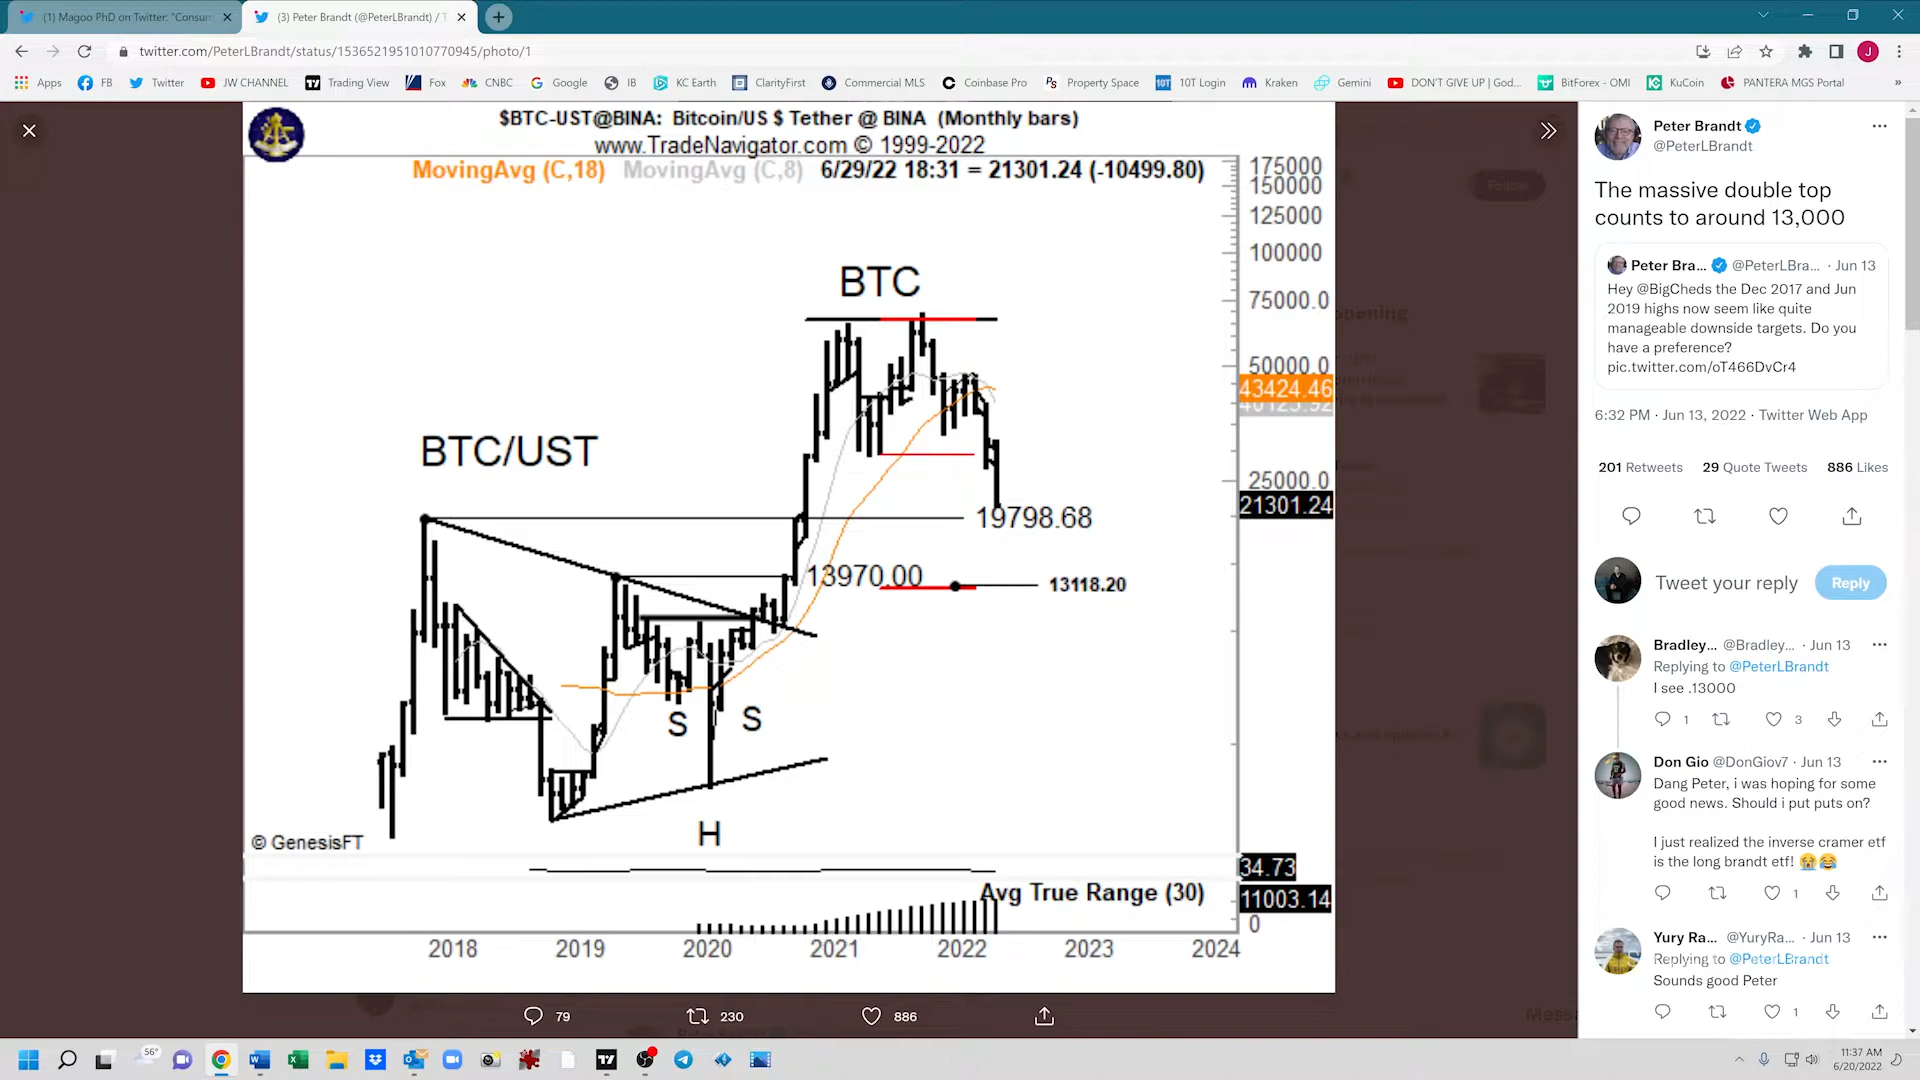 (1) Magoo PhD on Twitter: "Consum
(3) Peter Brandt (@PeterLBrandt) / T
twitter.com/PeterLBrandt/status/1536521951010770945/photo/1
J
Apps FB Twitter JW CHANNEL Trading View Fox CNBC Google IB KC Earth ClarityFirst Commercial MLS Coinbase Pro Property Space 10T Login Kraken Gemini DON'T GIVE UP | God... BitForex - OMI KuCoin PANTERA MGS Portal
$BTC-UST@BINA: Bitcoin/US $ Tether @ BINA (Monthly bars)
www.TradeNavigator.com © 1999-2022
MovingAvg (C,18) MovingAvg (C,8) 6/29/22 18:31 = 21301.24 (-10499.80)
175000
150000
125000
100000
75000.0
50000.0
43424.46
25000.0
21301.24
BTC
BTC/UST
19798.68
13970.00
13118.20
S
S
H
© GenesisFT
34.73
Avg True Range (30)
11003.14
0
2018 2019 2020 2021 2022 2023 2024
79 230 886
Peter Brandt
@PeterLBrandt
The massive double top
counts to around 13,000
Peter Bra... @PeterLBra... · Jun 13
Hey @BigCheds the Dec 2017 and Jun
2019 highs now seem like quite
manageable downside targets. Do you
have a preference?
pic.twitter.com/oT466DvCr4
6:32 PM · Jun 13, 2022 · Twitter Web App
201 Retweets 29 Quote Tweets 886 Likes
Tweet your reply
Reply
Bradley... @Bradley... · Jun 13
Replying to @PeterLBrandt
I see .13000
1 3
Don Gio @DonGiov7 · Jun 13
Dang Peter, i was hoping for some
good news. Should i put puts on?
I just realized the inverse cramer etf
is the long brandt etf! 😭😂
1
Yury Ra... @YuryRa... · Jun 13
Replying to @PeterLBrandt
Sounds good Peter
1
56°
11:37 AM
6/20/2022